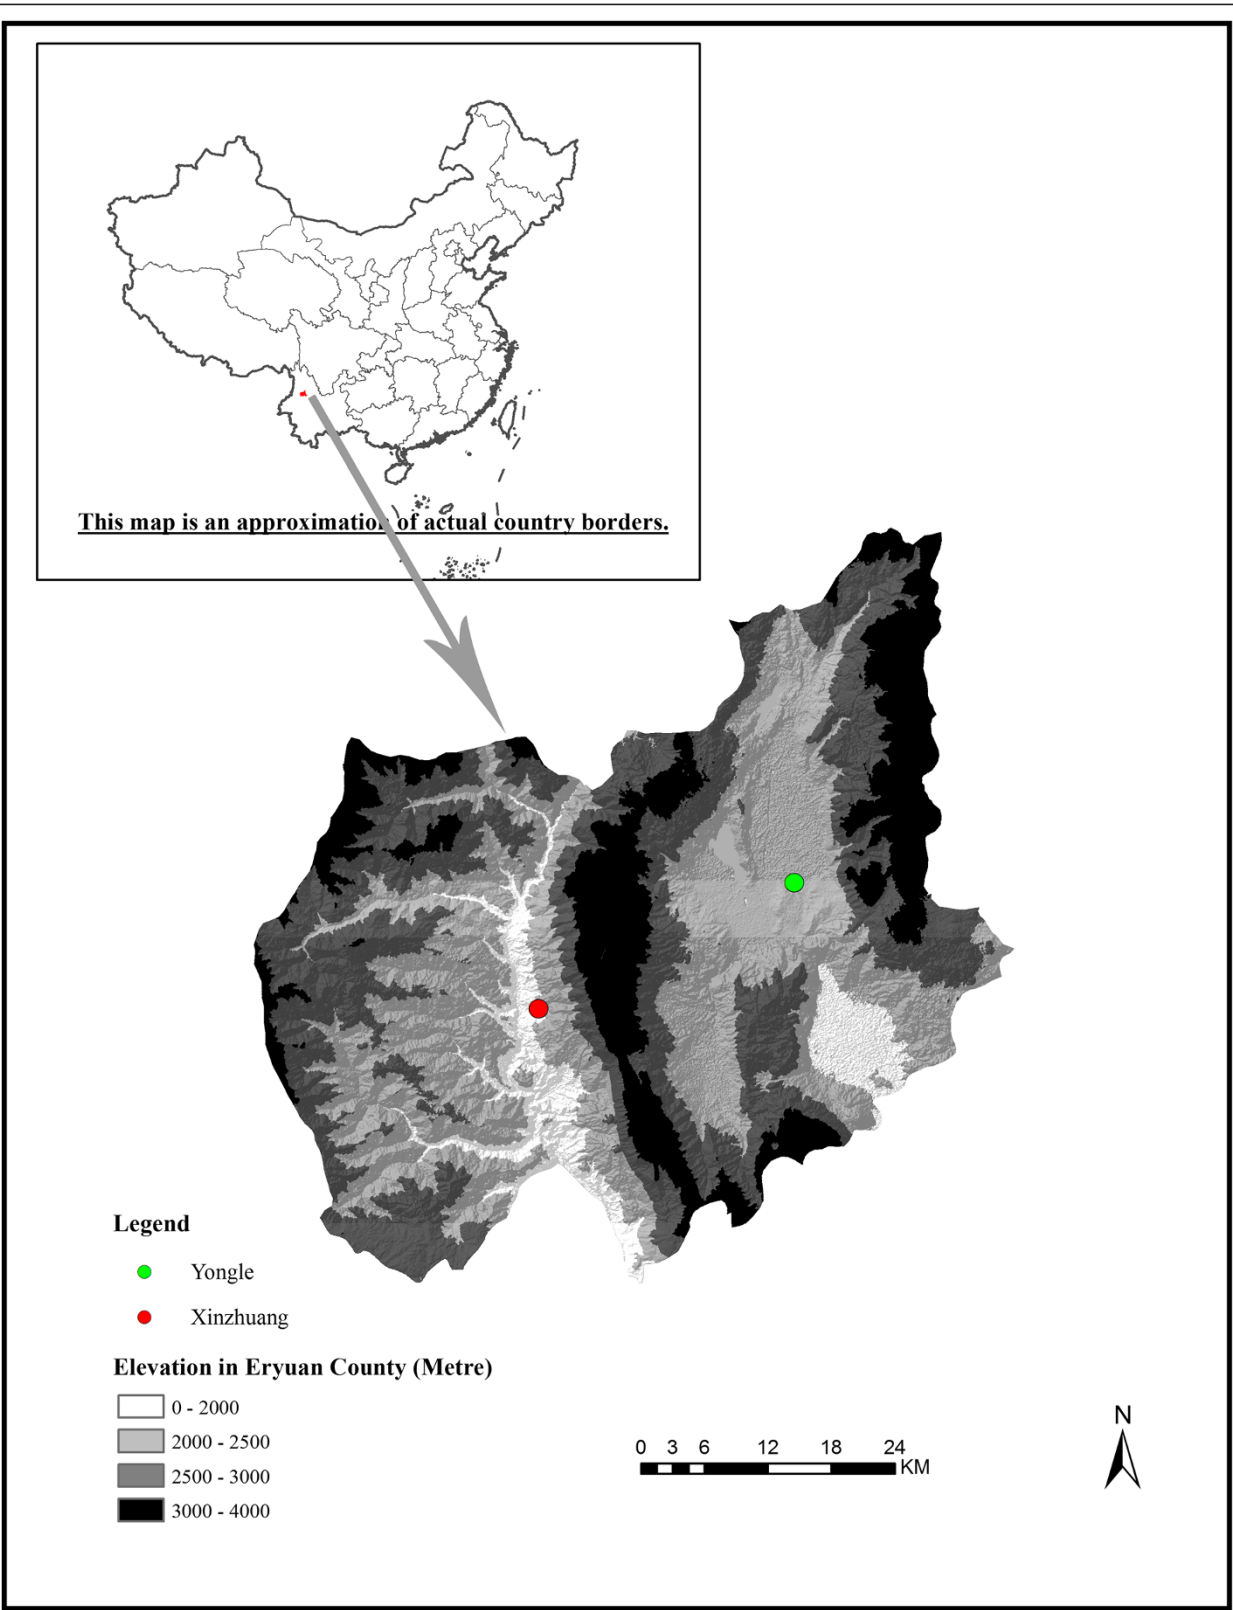 This map is an approximation of actual country borders.
Legend
Yongle
Xinzhuang
Elevation in Eryuan County (Metre)
0 - 2000
2000 - 2500
2500 - 3000
3000 - 4000
0 3 6 12 18 24
KM
N